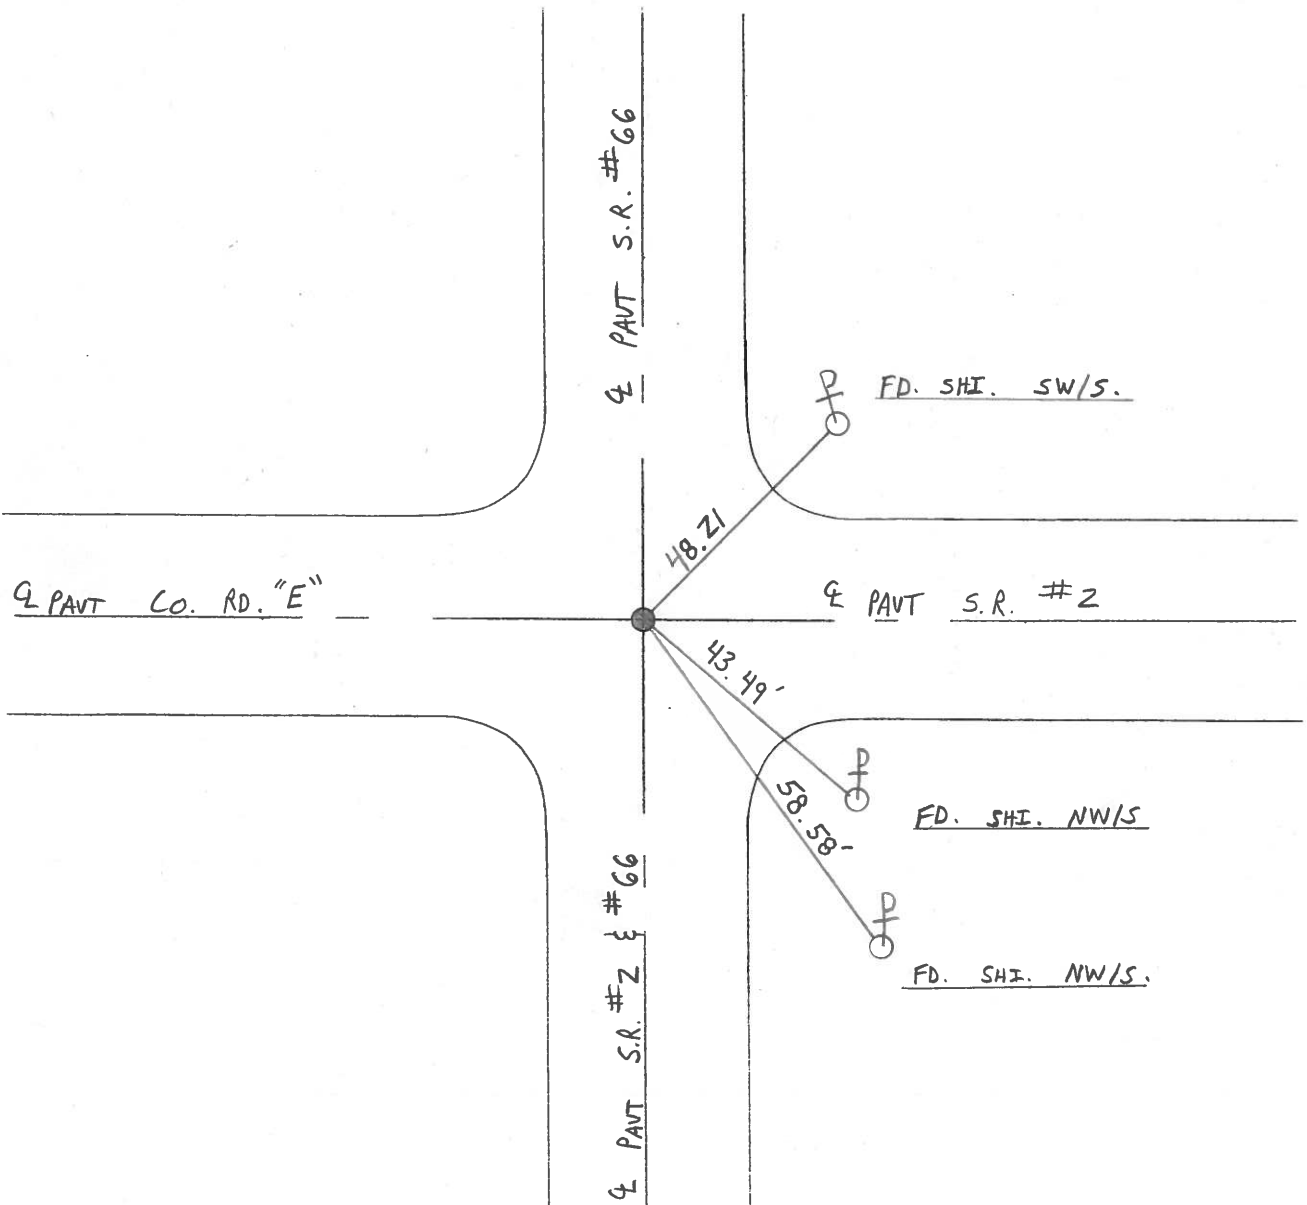 ℄ PAVT S.R. #66
FD. SHI. SW/S.
48.21
℄ PAVT CO. RD. "E"
℄ PAVT S.R. #2
43.49'
58.58'
FD. SHI. NW/S
FD. SHI. NW/S.
℄ PAVT S.R. #2 & #66